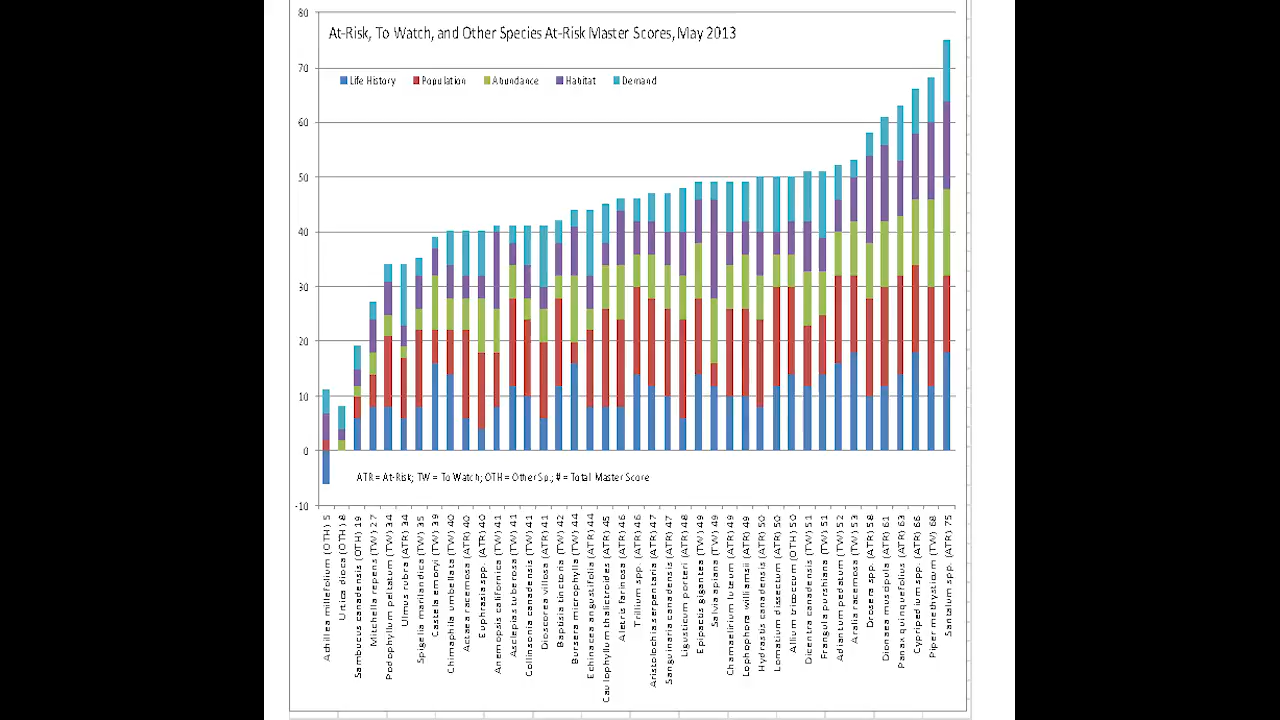 80
At-Risk, To Watch, and Other Species At-Risk Master Scores, May 2013
70
Life History Population Abundance Habitat Demand
60
50
40
30
20
10
0
ATR = At-Risk; TW = To Watch; OTH = Other Sp.; # = Total Master Score
-10
Achillea millefolium (OTH) 5
Urtica dioca (OTH) 8
Sambucus canadensis (OTH) 19
Mitchella repens (TW) 27
Podophyllum peltatum (TW) 34
Ulmus rubra (ATR) 34
Spigelia marilandica (TW) 35
Castela emoryi (TW) 39
Chimaphila umbellata (TW) 40
Actaea racemosa (ATR) 40
Euphrasia spp. (ATR) 40
Anemopsis californica (TW) 41
Asclepias tuberosa (TW) 41
Collinsonia canadensis (TW) 41
Dioscorea villosa (ATR) 41
Baptisia tinctoria (TW) 42
Bursera microphylla (TW) 44
Echinacea angustifolia (ATR) 44
Caulophyllum thalictroides (ATR) 45
Aletris farinosa (ATR) 46
Trillium spp. (ATR) 46
Aristolochia serpentaria (ATR) 47
Sanguinaria canadensis (ATR) 47
Ligusticum porteri (ATR) 48
Epipactis gigantea (TW) 49
Salvia apiana (TW) 49
Chamaelirium luteum (ATR) 49
Lophophora williamsii (ATR) 49
Hydrastis canadensis (ATR) 50
Lomatium dissectum (ATR) 50
Allium tricoccum (OTH) 50
Dicentra canadensis (TW) 51
Frangula purshiana (TW) 51
Adiantum pedatum (TW) 52
Aralia racemosa (TW) 53
Drosera spp. (ATR) 58
Dionaea muscipula (ATR) 61
Panax quinquefolius (ATR) 63
Cypripedium spp. (ATR) 66
Piper methysticum (TW) 68
Santalum spp. (ATR) 75